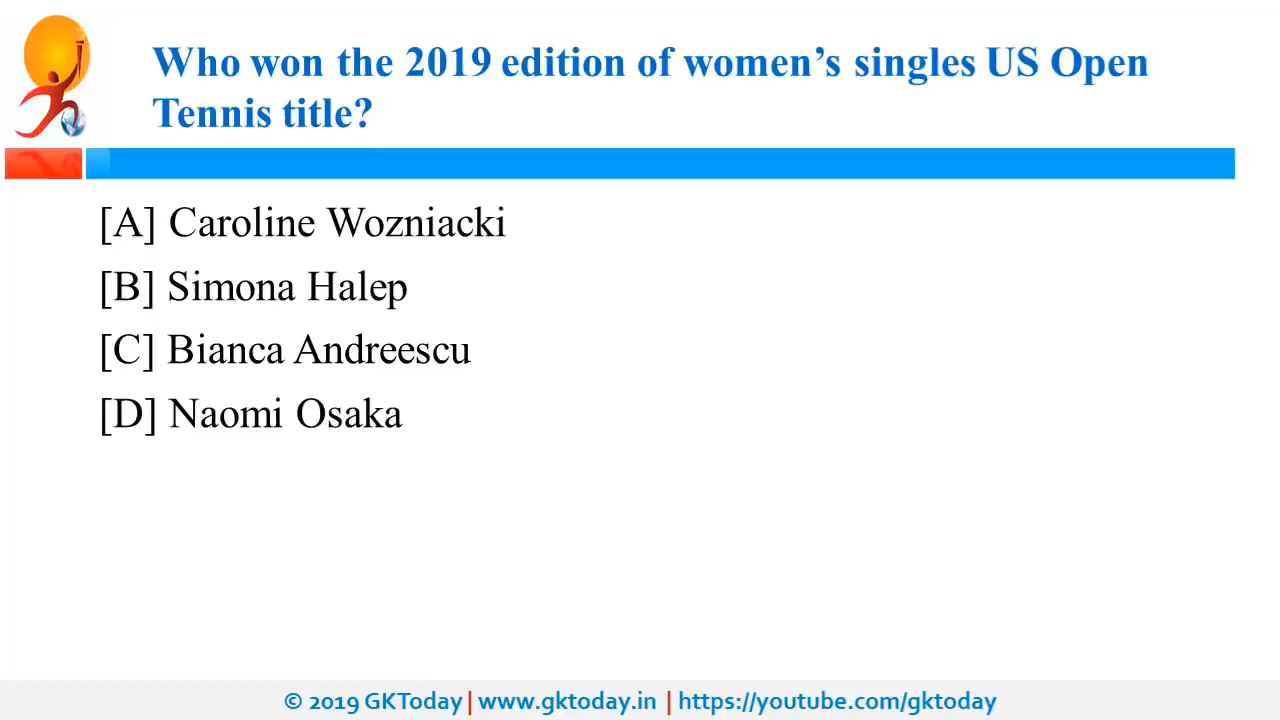 Who won the 2019 edition of women’s singles US Open
Tennis title?
[A] Caroline Wozniacki
[B] Simona Halep
[C] Bianca Andreescu
[D] Naomi Osaka
© 2019 GKToday | www.gktoday.in | https://youtube.com/gktoday